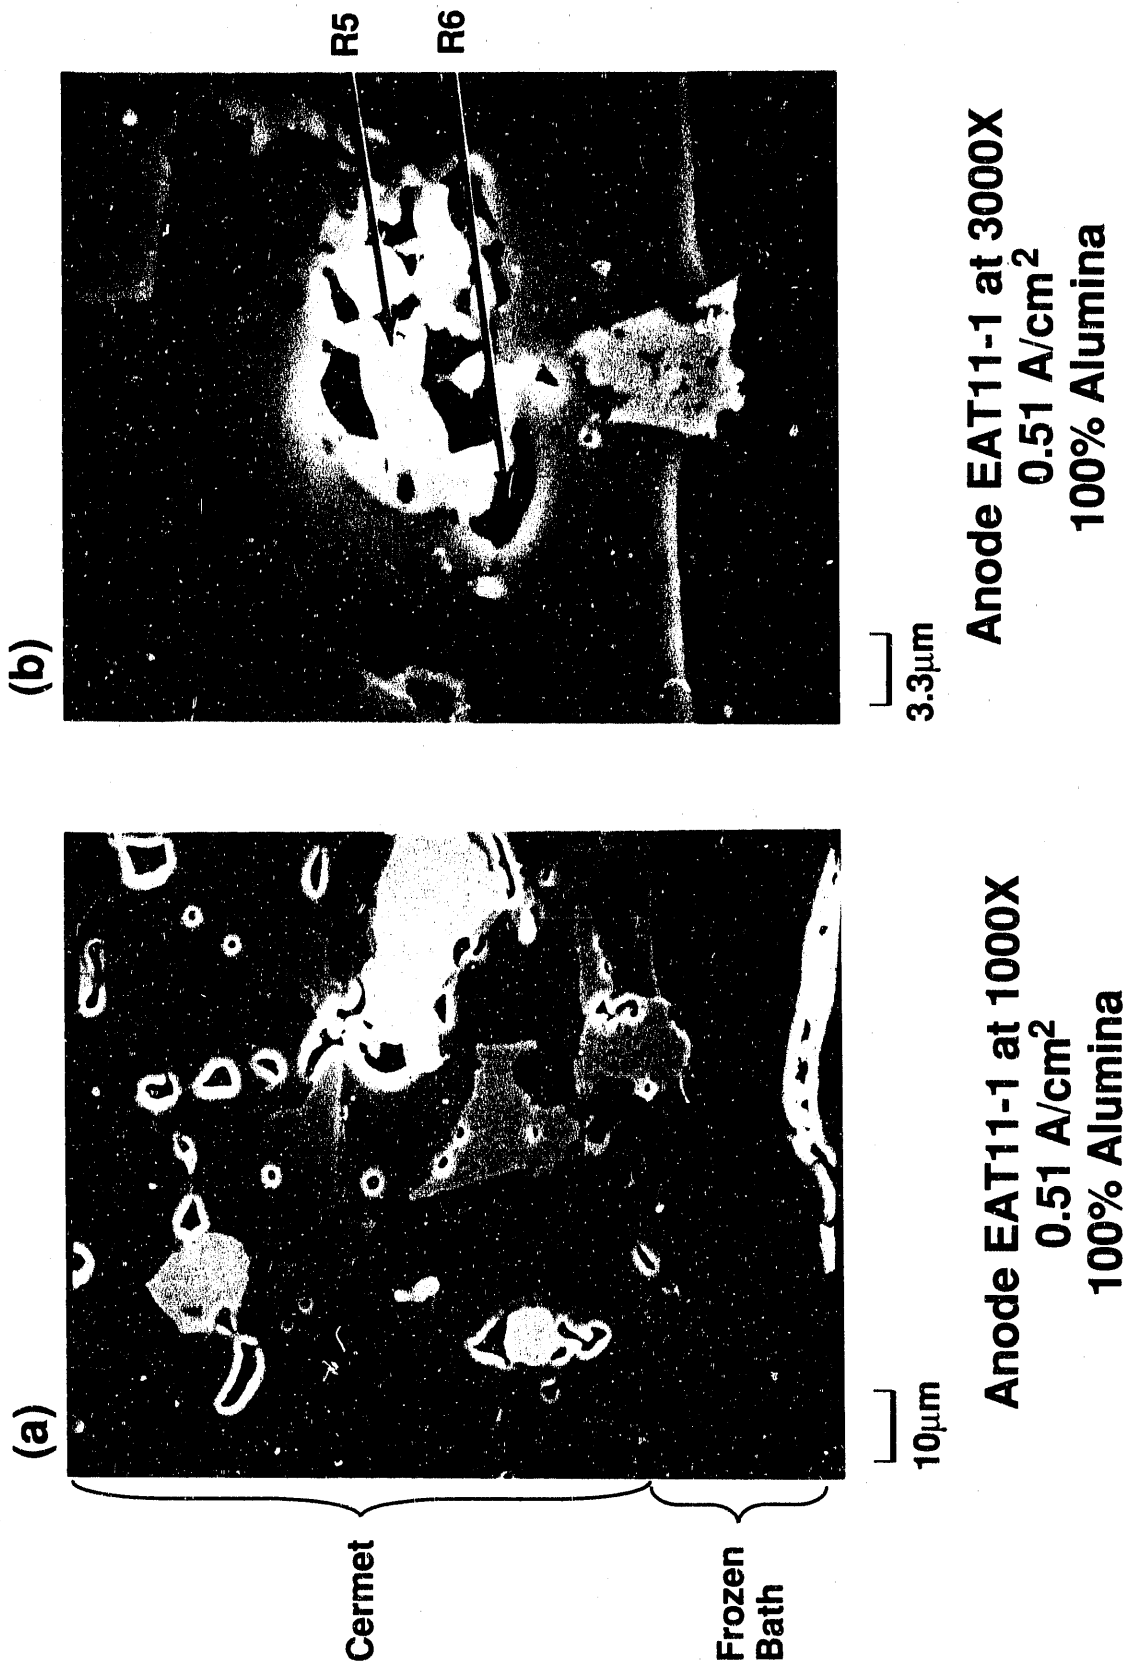 (a)
Cermet
Frozen
Bath
10µm
Anode EAT11-1 at 1000X
0.51 A/cm²
100% Alumina
(b)
R5
R6
3.3µm
Anode EAT11-1 at 3000X
0.51 A/cm²
100% Alumina